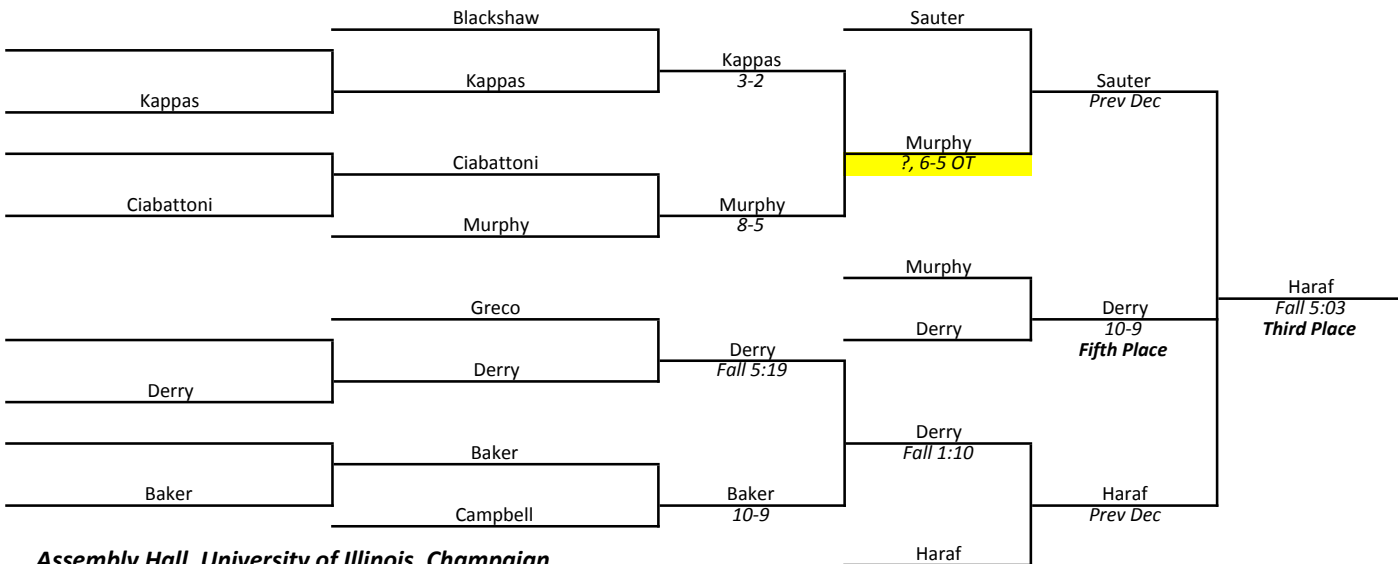 Blackshaw
Sauter
Kappas
3-2
Kappas
Sauter
Prev Dec
Kappas
Murphy
?, 6-5 OT
Ciabattoni
Ciabattoni
Murphy
8-5
Murphy
Murphy
Haraf
Fall 5:03
Third Place
Greco
Derry
10-9
Fifth Place
Derry
Derry
Fall 5:19
Derry
Derry
Derry
Fall 1:10
Baker
Baker
Baker
10-9
Haraf
Prev Dec
Campbell
Haraf
Assembly Hall, University of Illinois, Champaign